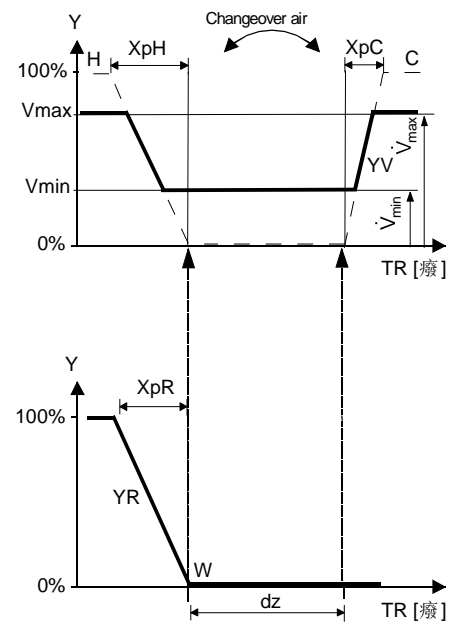 Y
Changeover air
H
XpH
XpC
C
100%
Vmax
YV
V̇max
Vmin
V̇min
0%
TR [癈]
Y
XpR
100%
YR
W
0%
dz
TR [癈]